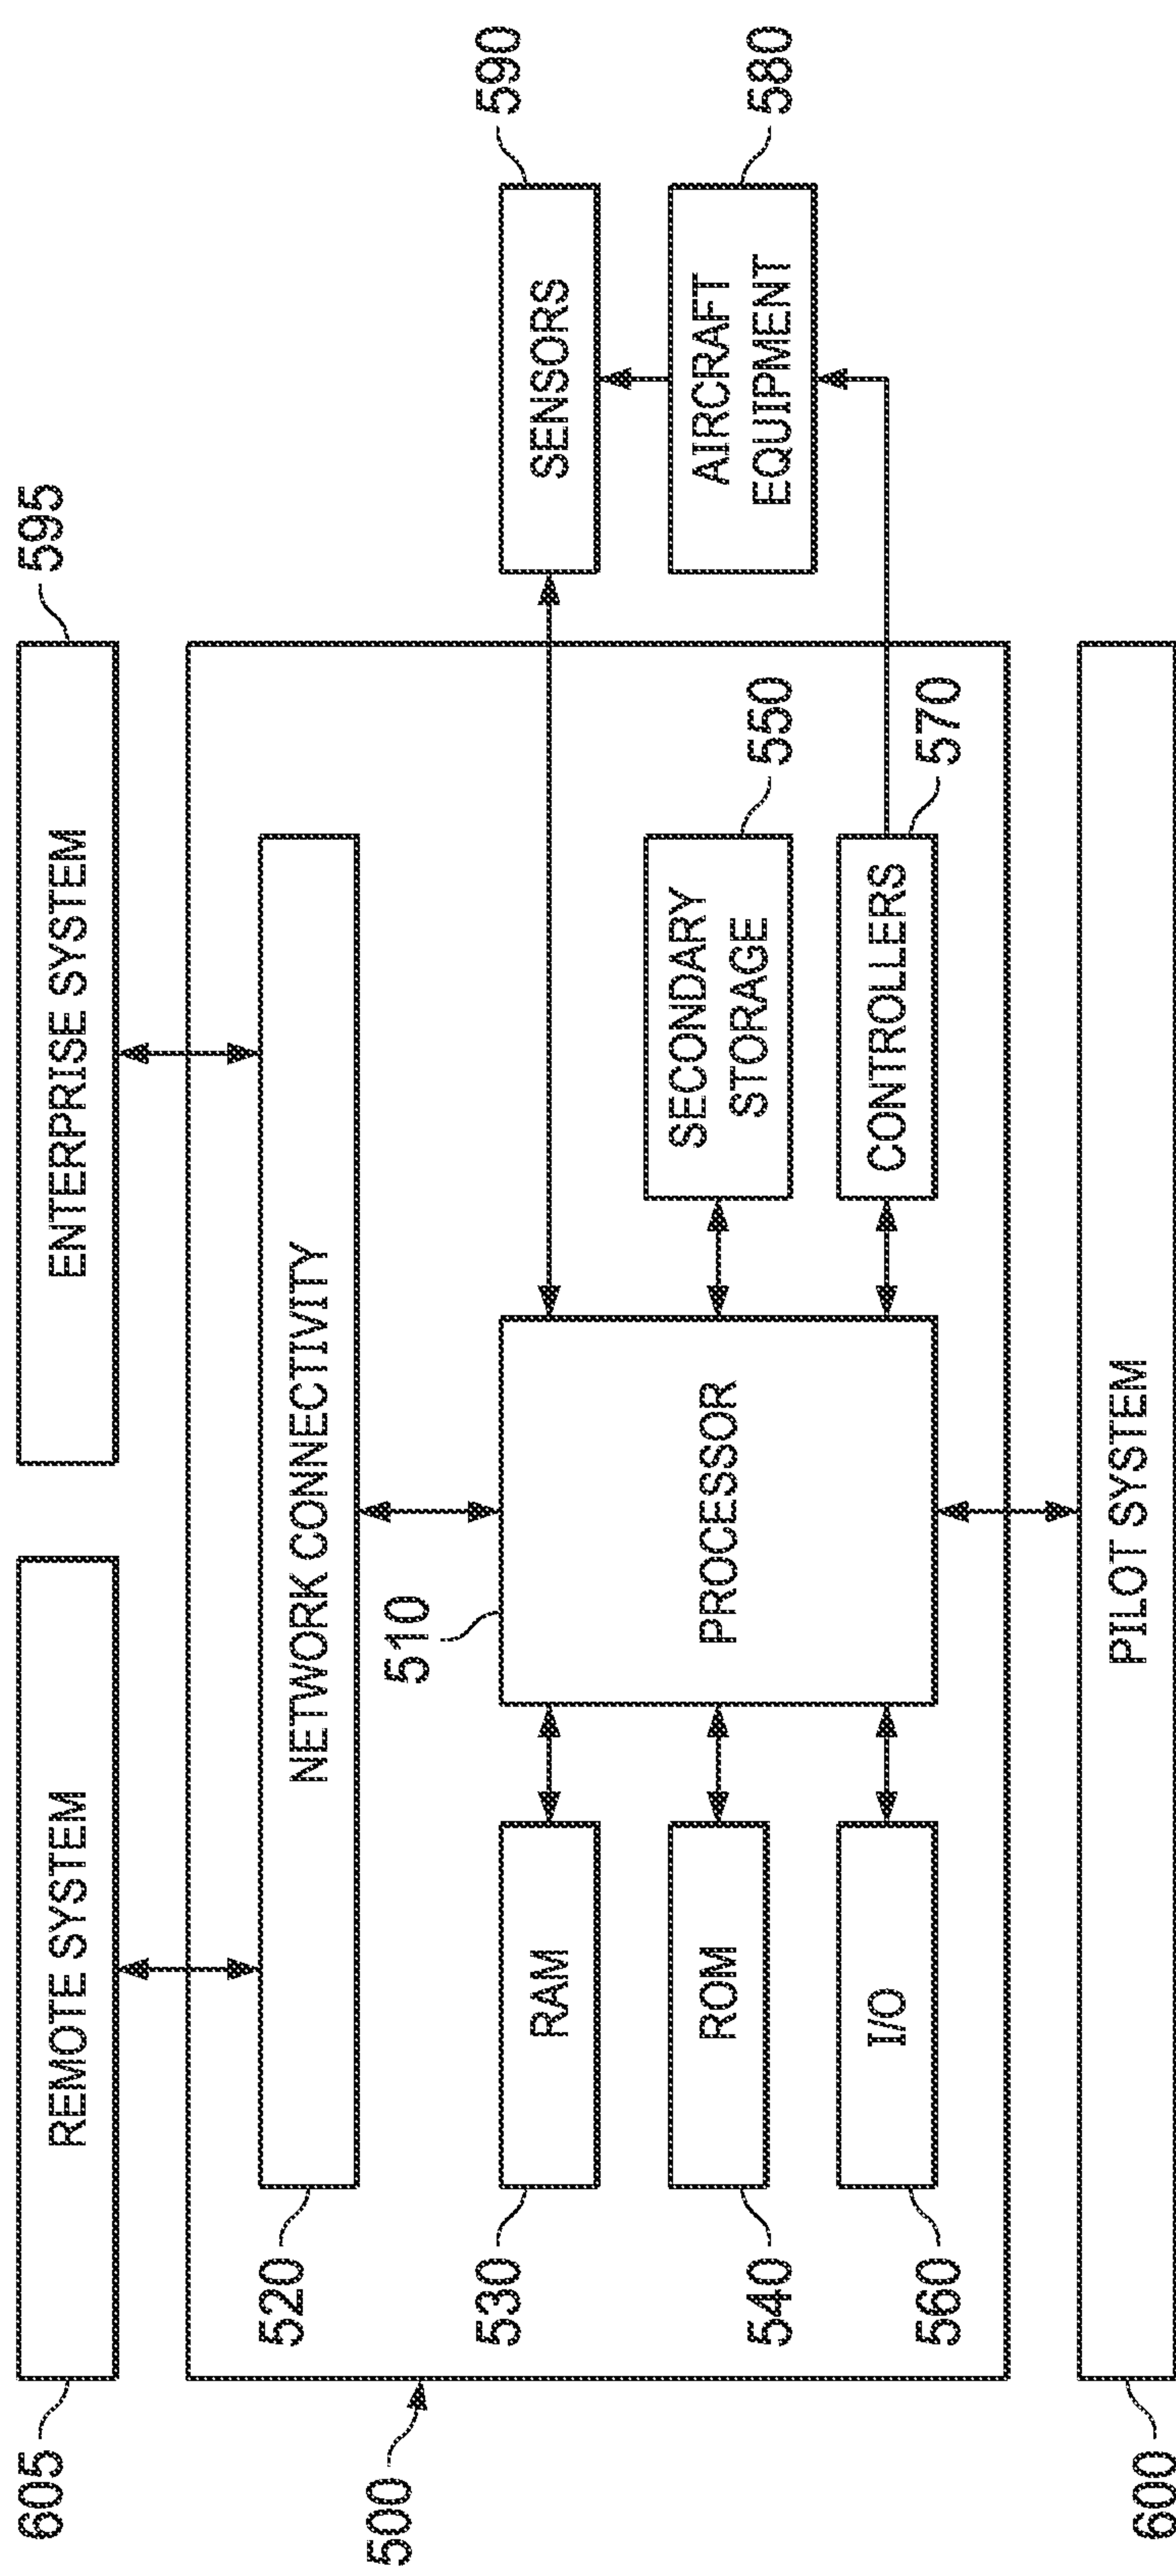 605
REMOTE SYSTEM
ENTERPRISE SYSTEM
595
500
520
NETWORK CONNECTIVITY
510
530
RAM
PROCESSOR
SENSORS
590
540
ROM
SECONDARY
STORAGE
550
AIRCRAFT
EQUIPMENT
580
560
I/O
CONTROLLERS
570
600
PILOT SYSTEM